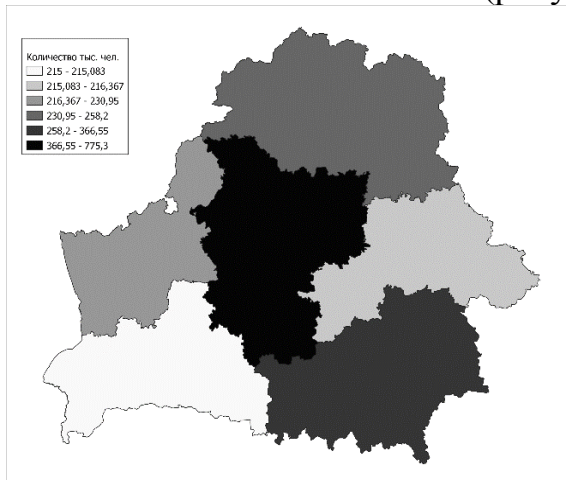 (рису
Количество тыс. чел.
215 - 215,083
215,083 - 216,367
216,367 - 230,95
230,95 - 258,2
258,2 - 366,55
366,55 - 775,3